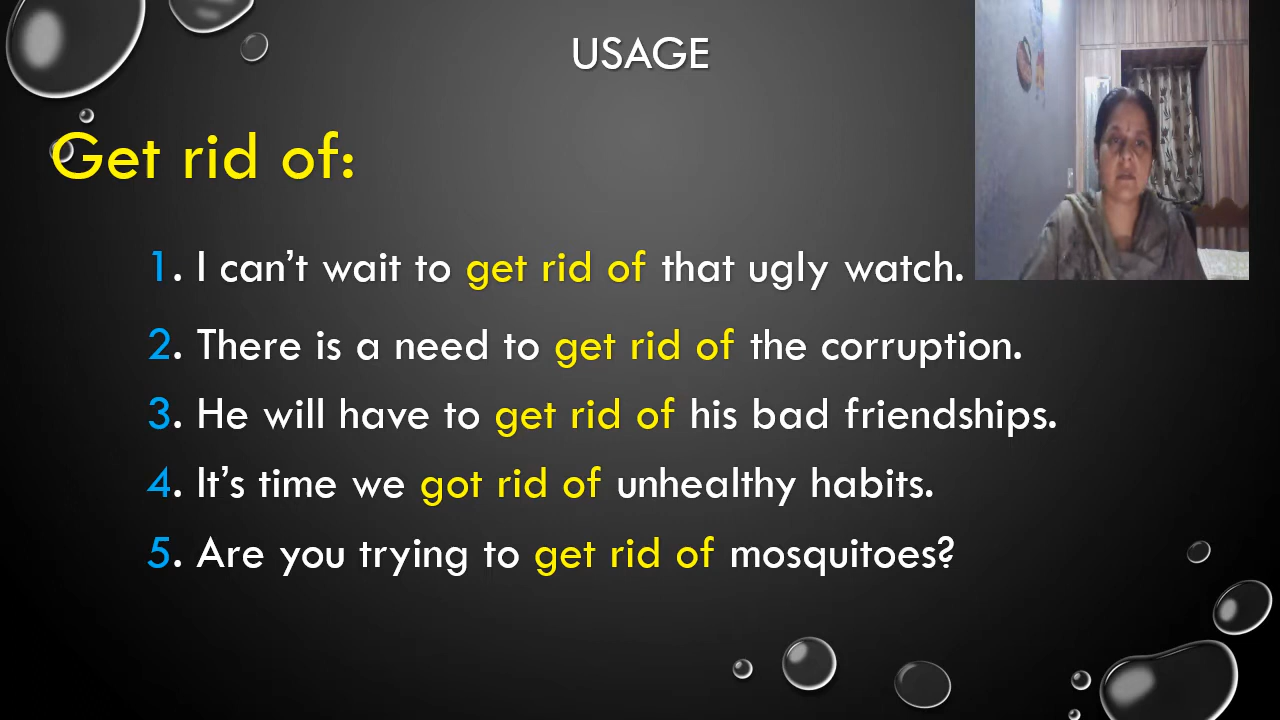 USAGE
Get rid of:
1. I can't wait to get rid of that ugly watch.
2. There is a need to get rid of the corruption.
3. He will have to get rid of his bad friendships.
4. It's time we got rid of unhealthy habits.
5. Are you trying to get rid of mosquitoes?